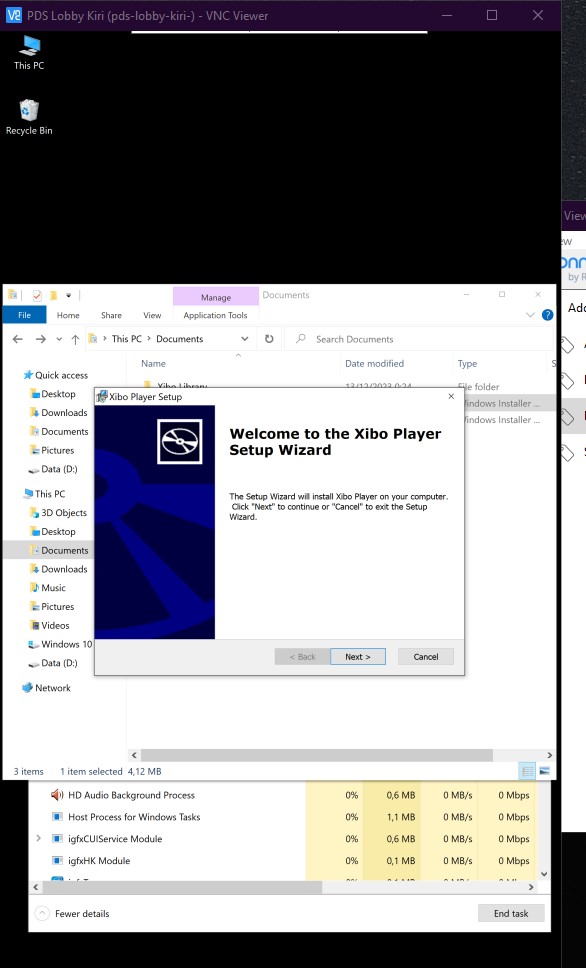 PDS Lobby Kiri (pds-lobby-kiri-) - VNC Viewer
This PC
Recycle Bin
Manage
Documents
File
Home
Share
View
Application Tools
This PC
Documents
Search Documents
Name
Date modified
Type
Quick access
Desktop
Downloads
Documents
Pictures
Data (D:)
This PC
3D Objects
Desktop
Documents
Downloads
Music
Pictures
Videos
Windows 10
Data (D:)
Network
Xibo Library
13/12/2023 0:24
File folder
Windows Installer ...
Windows Installer ...
Xibo Player Setup
Welcome to the Xibo Player
Setup Wizard
The Setup Wizard will install Xibo Player on your computer.
Click "Next" to continue or "Cancel" to exit the Setup
Wizard.
< Back
Next >
Cancel
3 items
1 item selected 4,12 MB
HD Audio Background Process 0% 0,6 MB 0 MB/s 0 Mbps
Host Process for Windows Tasks 0% 1,1 MB 0 MB/s 0 Mbps
igfxCUIService Module 0% 0,6 MB 0 MB/s 0 Mbps
igfxHK Module 0% 0,1 MB 0 MB/s 0 Mbps
Fewer details
End task